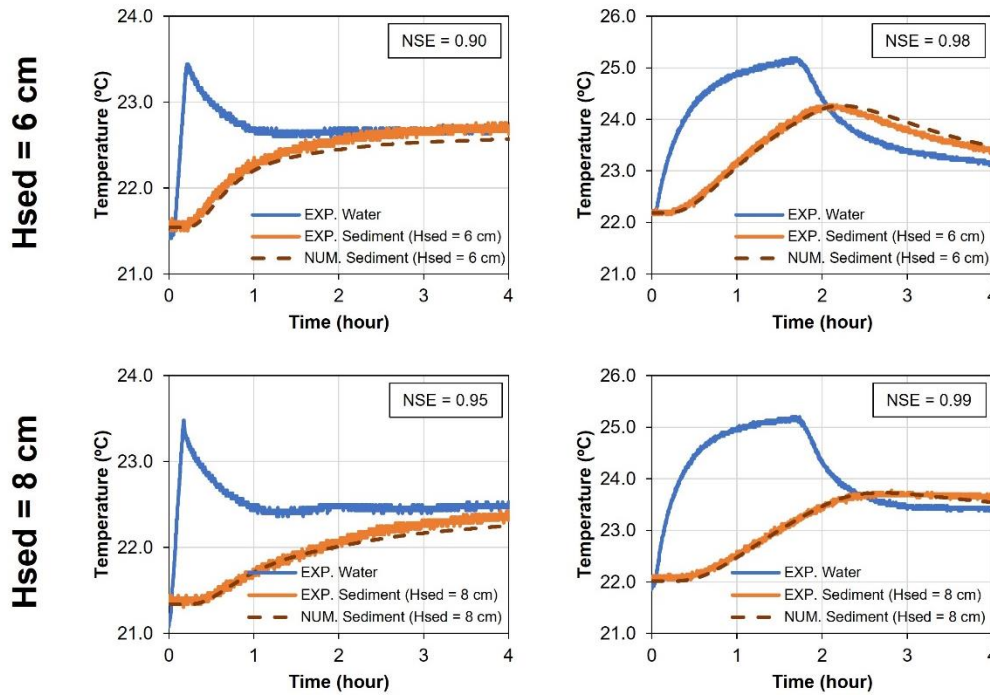 Hsed = 6 cm
24.0
23.0
22.0
21.0
Temperature (ºC)
NSE = 0.90
EXP. Water
EXP. Sediment (Hsed = 6 cm)
NUM. Sediment (Hsed = 6 cm)
0 1 2 3 4
Time (hour)
26.0
25.0
24.0
23.0
22.0
21.0
Temperature (ºC)
NSE = 0.98
EXP. Water
EXP. Sediment (Hsed = 6 cm)
NUM. Sediment (Hsed = 6 cm)
0 1 2 3 4
Time (hour)
Hsed = 8 cm
24.0
23.0
22.0
21.0
Temperature (ºC)
NSE = 0.95
EXP. Water
EXP. Sediment (Hsed = 8 cm)
NUM. Sediment (Hsed = 8 cm)
0 1 2 3 4
Time (hour)
26.0
25.0
24.0
23.0
22.0
21.0
Temperature (ºC)
NSE = 0.99
EXP. Water
EXP. Sediment (Hsed = 8 cm)
NUM. Sediment (Hsed = 8 cm)
0 1 2 3 4
Time (hour)